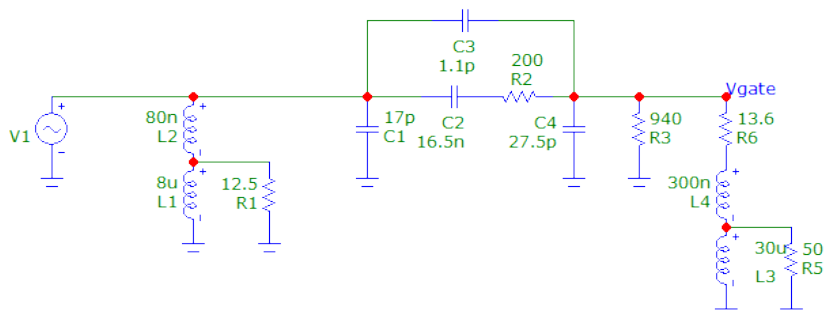 C3
1.1p
200
R2
Vgate
+
V1
-
80n
L2
+
-
17p
C1
C2
16.5n
C4
27.5p
940
R3
13.6
R6
8u
L1
+
-
12.5
R1
300n
L4
+
-
30u
L3
+
-
50
R5